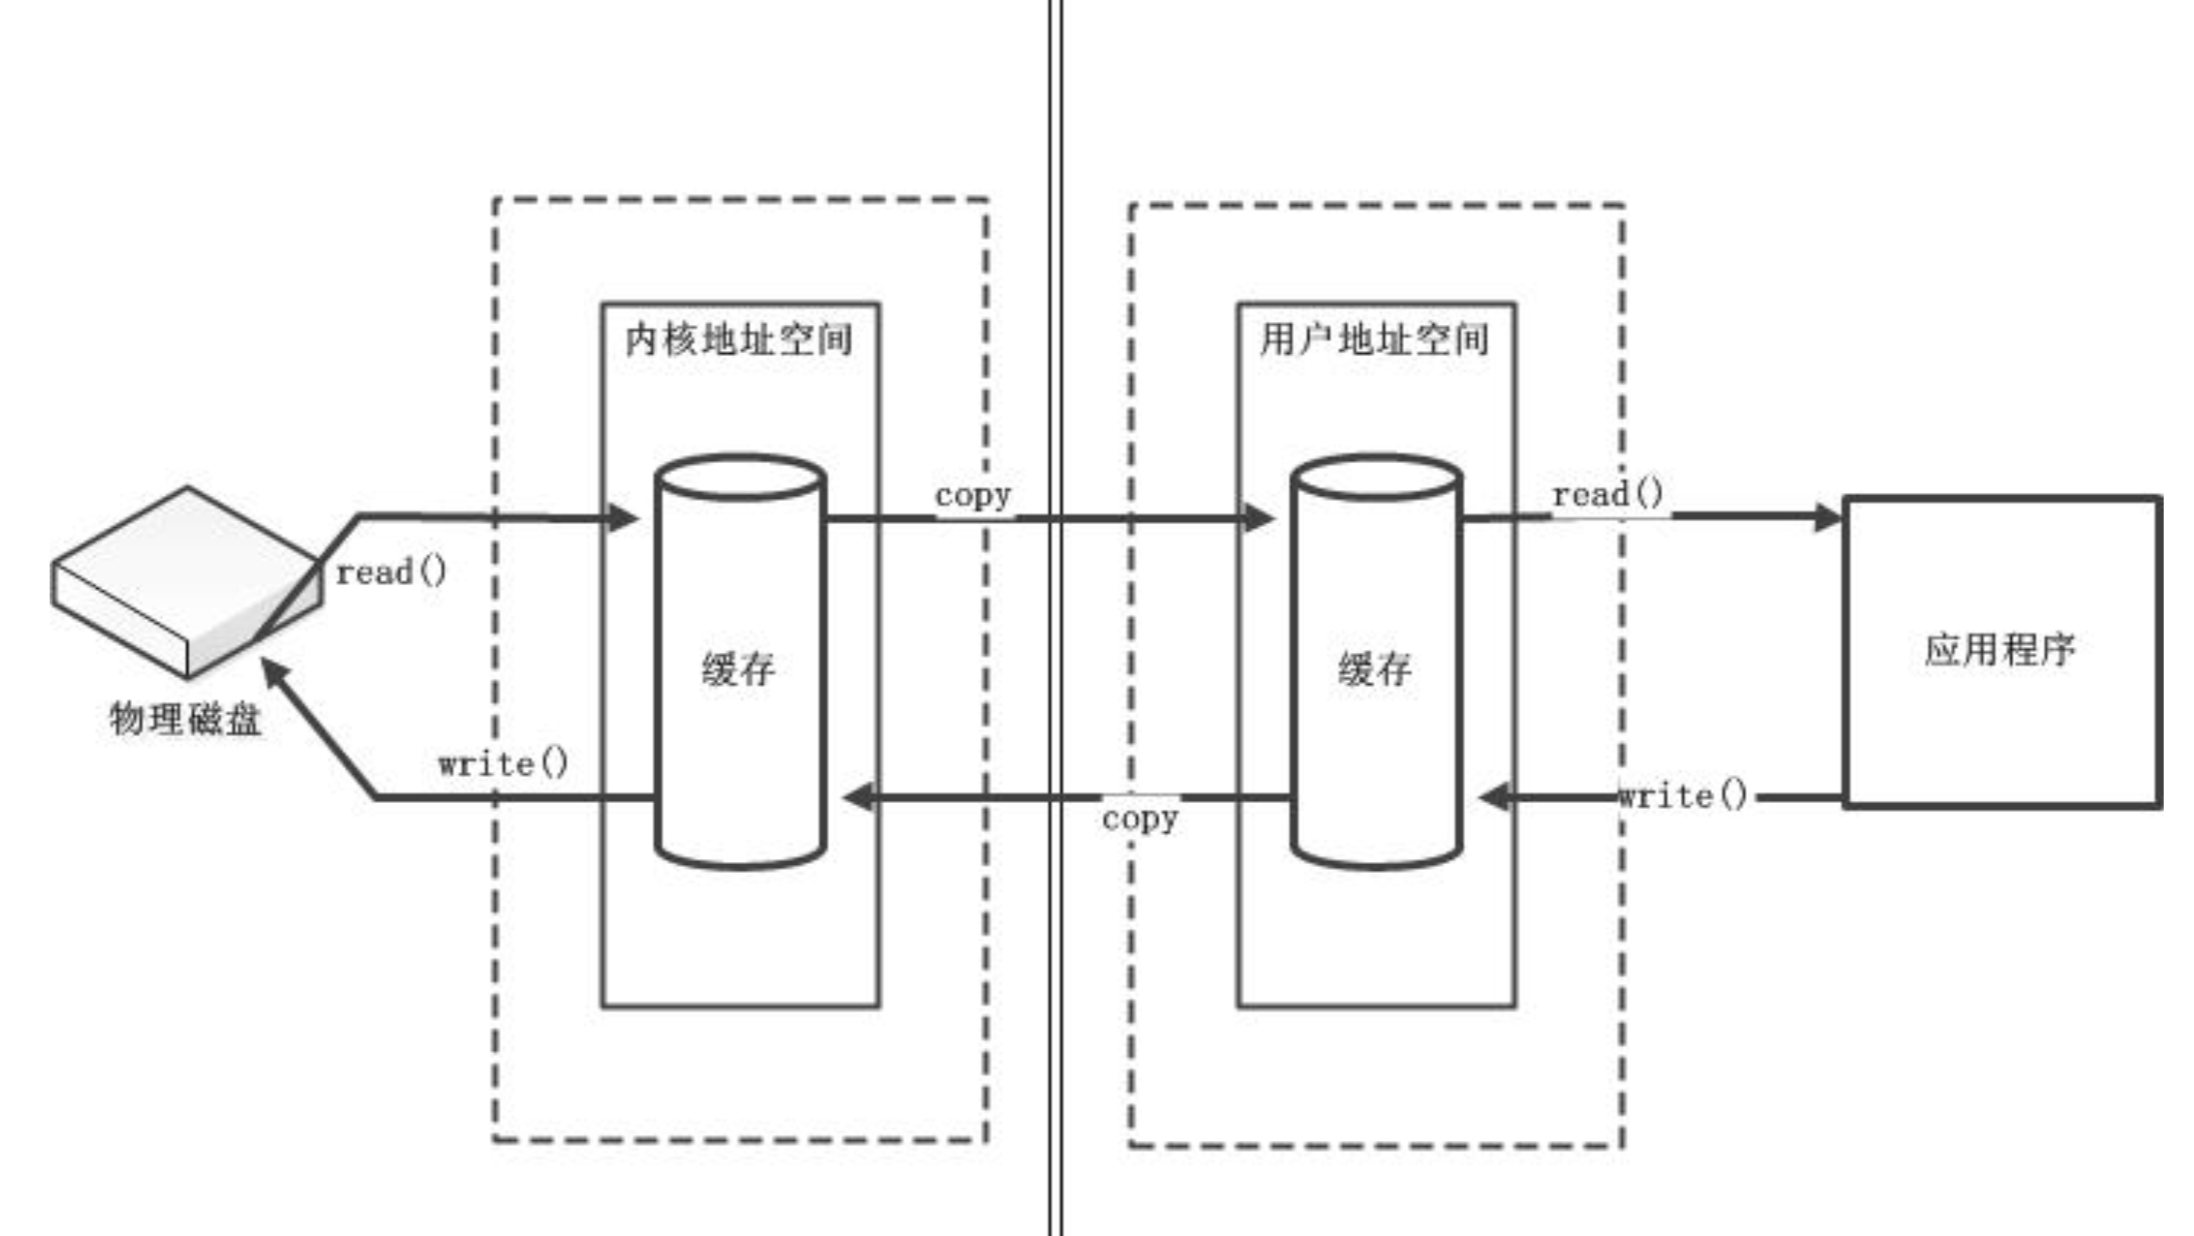 内核地址空间
用户地址空间
copy
read()
read()
应用程序
缓存
缓存
物理磁盘
write()
write()
copy